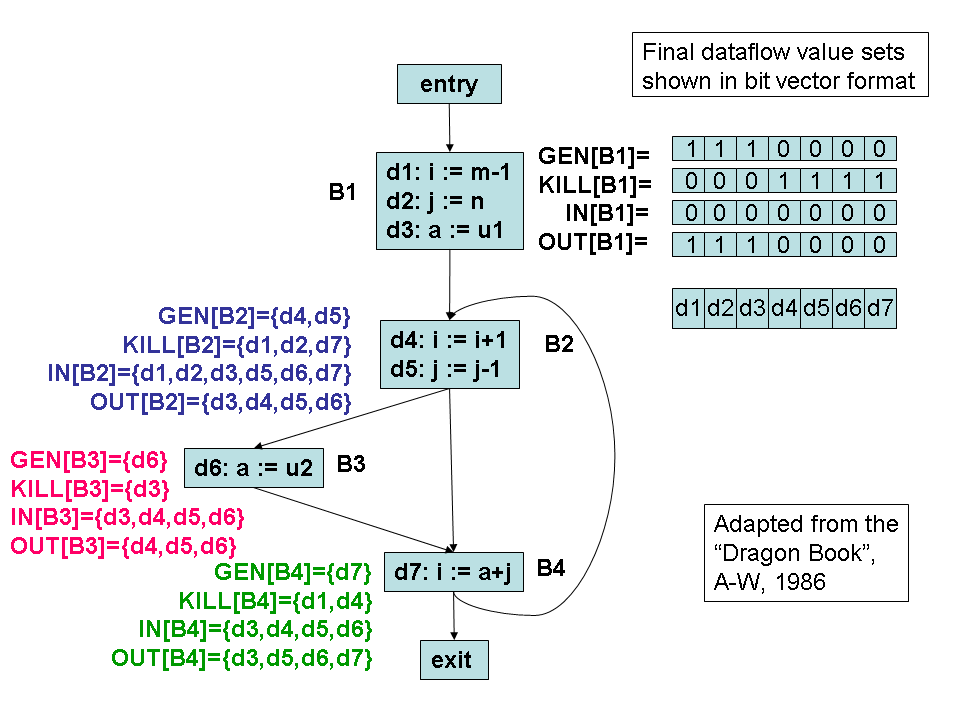 Final dataflow value sets
shown in bit vector format
entry
B1
d1: i := m-1
d2: j := n
d3: a := u1
GEN[B1]= 1 1 1 0 0 0 0
KILL[B1]= 0 0 0 1 1 1 1
IN[B1]= 0 0 0 0 0 0 0
OUT[B1]= 1 1 1 0 0 0 0
d1 d2 d3 d4 d5 d6 d7
GEN[B2]={d4,d5}
KILL[B2]={d1,d2,d7}
IN[B2]={d1,d2,d3,d5,d6,d7}
OUT[B2]={d3,d4,d5,d6}
d4: i := i+1
d5: j := j-1
B2
GEN[B3]={d6}
KILL[B3]={d3}
IN[B3]={d3,d4,d5,d6}
OUT[B3]={d4,d5,d6}
d6: a := u2
B3
GEN[B4]={d7}
KILL[B4]={d1,d4}
IN[B4]={d3,d4,d5,d6}
OUT[B4]={d3,d5,d6,d7}
d7: i := a+j
B4
exit
Adapted from the
“Dragon Book”,
A-W, 1986